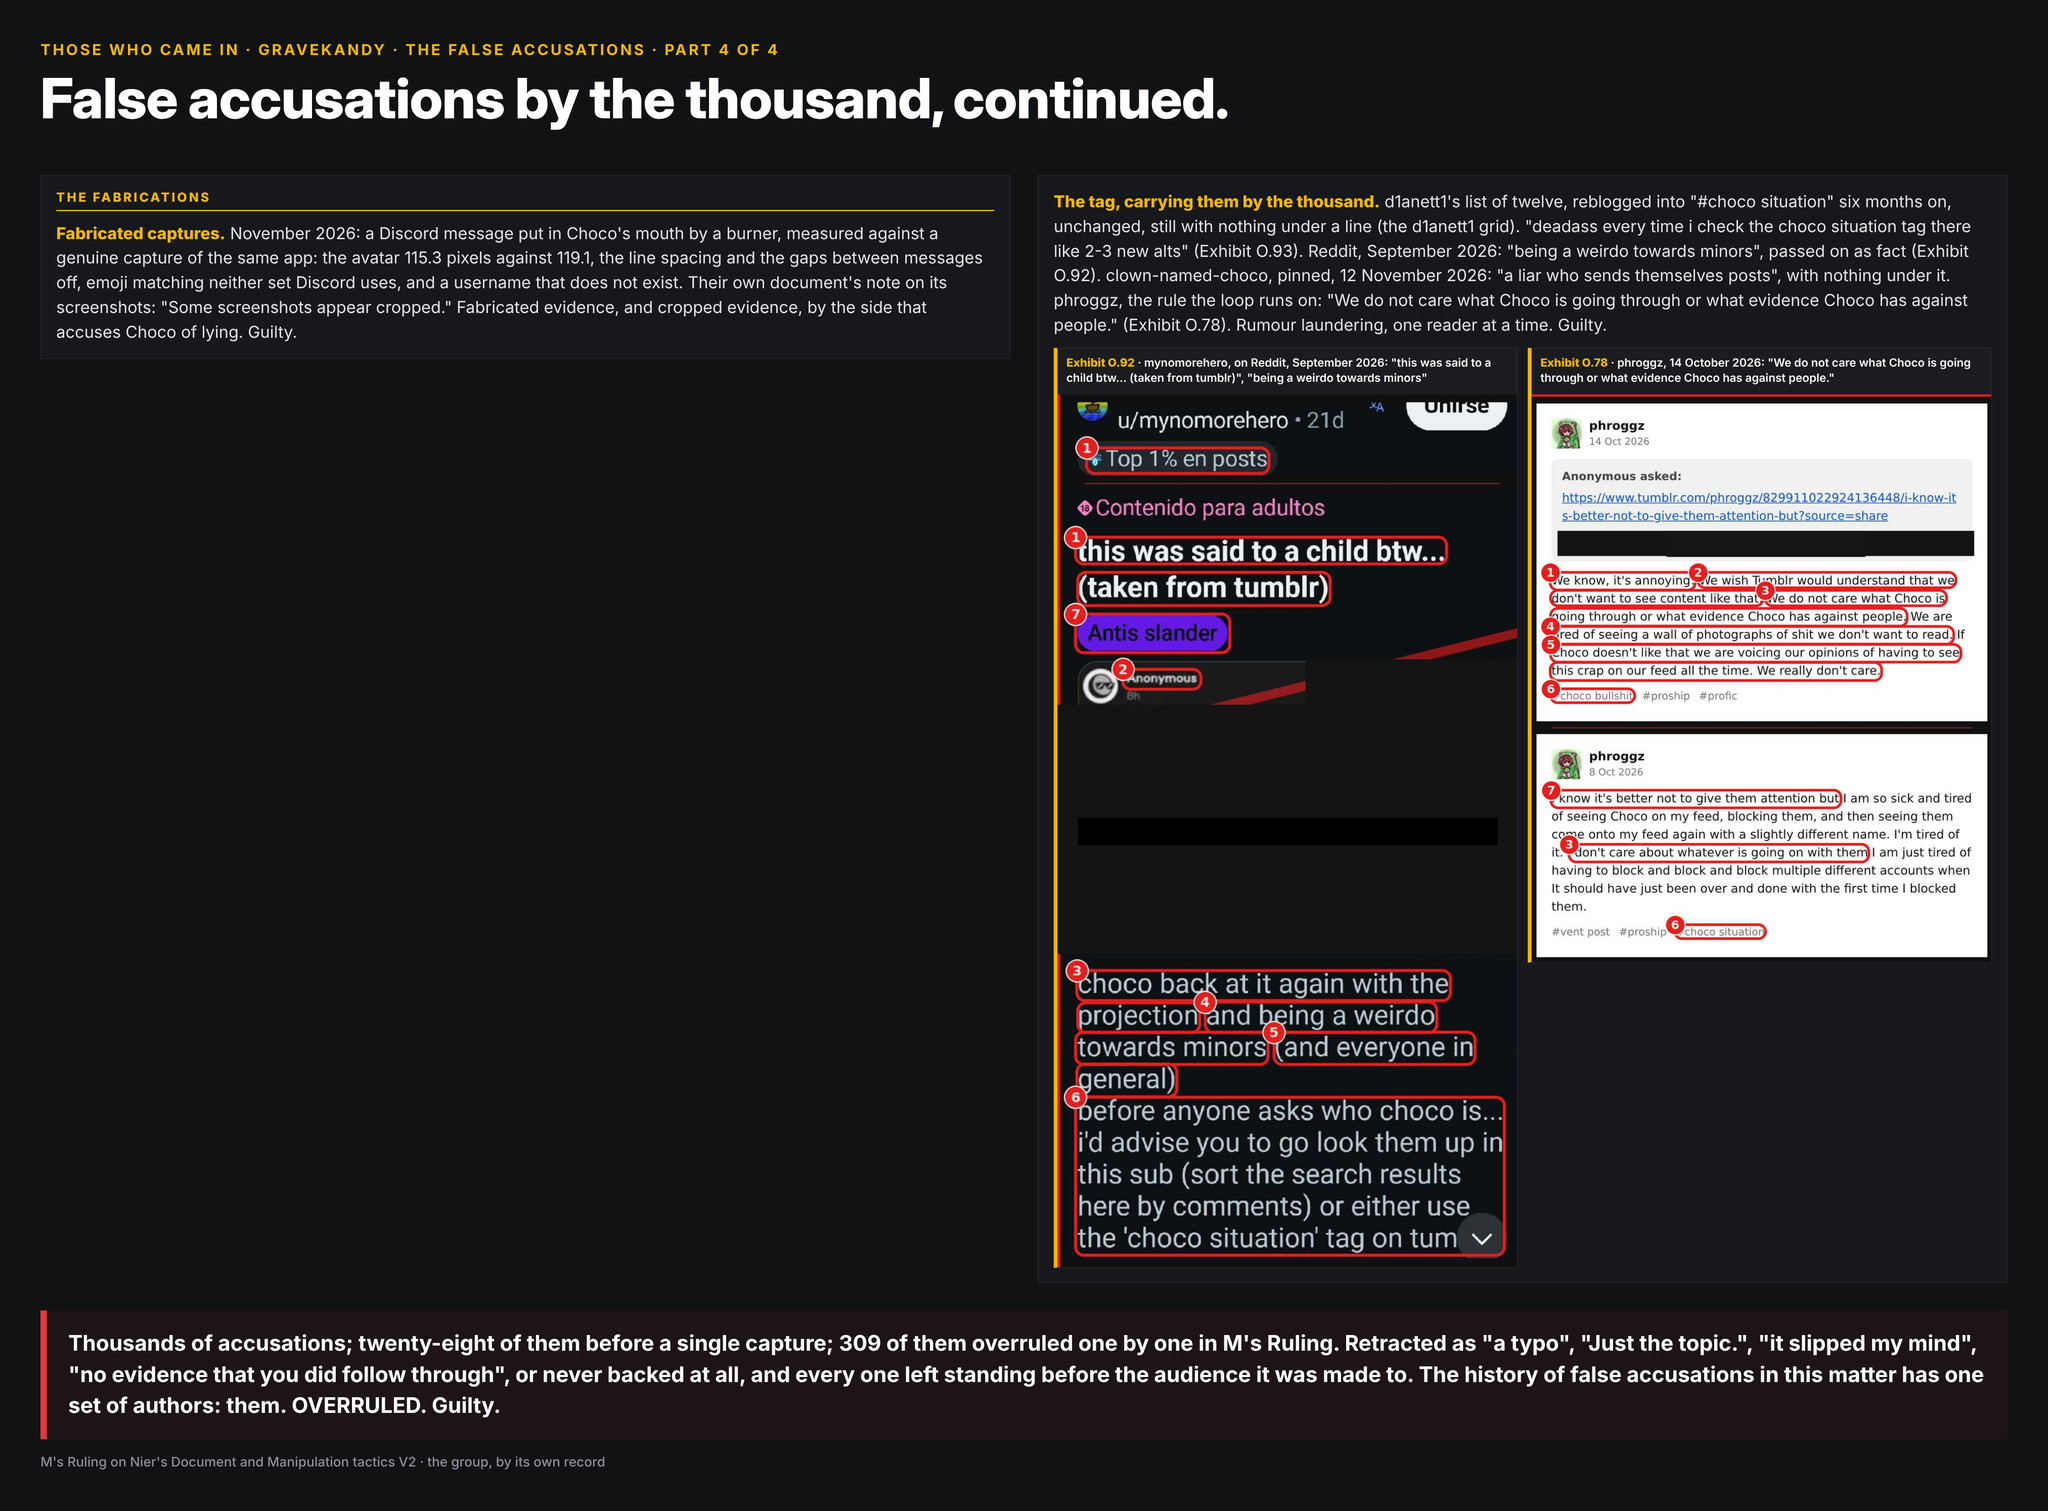 THOSE WHO CAME IN · GRAVEKANDY · THE FALSE ACCUSATIONS · PART 4 OF 4
False accusations by the thousand, continued.
THE FABRICATIONS
Fabricated captures. November 2026: a Discord message put in Choco's mouth by a burner, measured against a
genuine capture of the same app: the avatar 115.3 pixels against 119.1, the line spacing and the gaps between messages
off, emoji matching neither set Discord uses, and a username that does not exist. Their own document's note on its
screenshots: "Some screenshots appear cropped." Fabricated evidence, and cropped evidence, by the side that
accuses Choco of lying. Guilty.
The tag, carrying them by the thousand. d1anett1's list of twelve, reblogged into "#choco situation" six months on,
unchanged, still with nothing under a line (the d1anett1 grid). "deadass every time i check the choco situation tag there
like 2-3 new alts" (Exhibit O.93). Reddit, September 2026: "being a weirdo towards minors", passed on as fact (Exhibit
O.92). clown-named-choco, pinned, 12 November 2026: "a liar who sends themselves posts", with nothing under it.
phroggz, the rule the loop runs on: "We do not care what Choco is going through or what evidence Choco has against
people." (Exhibit O.78). Rumour laundering, one reader at a time. Guilty.
Exhibit O.92 · mynomorehero, on Reddit, September 2026: "this was said to a
child btw... (taken from tumblr)", "being a weirdo towards minors"
u/mynomorehero • 21d
Unirse
1
Top 1% en posts
18 Contenido para adultos
1
this was said to a child btw...
(taken from tumblr)
7
Antis slander
2
Anonymous
8h
3
choco back at it again with the
4
projection and being a weirdo
5
towards minors (and everyone in
general)
6
before anyone asks who choco is...
i'd advise you to go look them up in
this sub (sort the search results
here by comments) or either use
the 'choco situation' tag on tum
Exhibit O.78 · phroggz, 14 October 2026: "We do not care what Choco is going
through or what evidence Choco has against people."
phroggz
14 Oct 2026
Anonymous asked:
https://www.tumblr.com/phroggz/829911022924136448/i-know-it
s-better-not-to-give-them-attention-but?source=share
1 2
We know, it's annoying. We wish Tumblr would understand that we
3
don't want to see content like that. We do not care what Choco is
going through or what evidence Choco has against people. We are
4
tired of seeing a wall of photographs of shit we don't want to read. If
5
Choco doesn't like that we are voicing our opinions of having to see
this crap on our feed all the time. We really don't care.
6
#choco bullshit #proship #profic
phroggz
8 Oct 2026
7
I know it's better not to give them attention but I am so sick and tired
of seeing Choco on my feed, blocking them, and then seeing them
come onto my feed again with a slightly different name. I'm tired of
3
it. I don't care about whatever is going on with them I am just tired of
having to block and block and block multiple different accounts when
It should have just been over and done with the first time I blocked
them.
6
#vent post #proship #choco situation
Thousands of accusations; twenty-eight of them before a single capture; 309 of them overruled one by one in M's Ruling. Retracted as "a typo", "Just the topic.", "it slipped my mind",
"no evidence that you did follow through", or never backed at all, and every one left standing before the audience it was made to. The history of false accusations in this matter has one
set of authors: them. OVERRULED. Guilty.
M's Ruling on Nier's Document and Manipulation tactics V2 · the group, by its own record